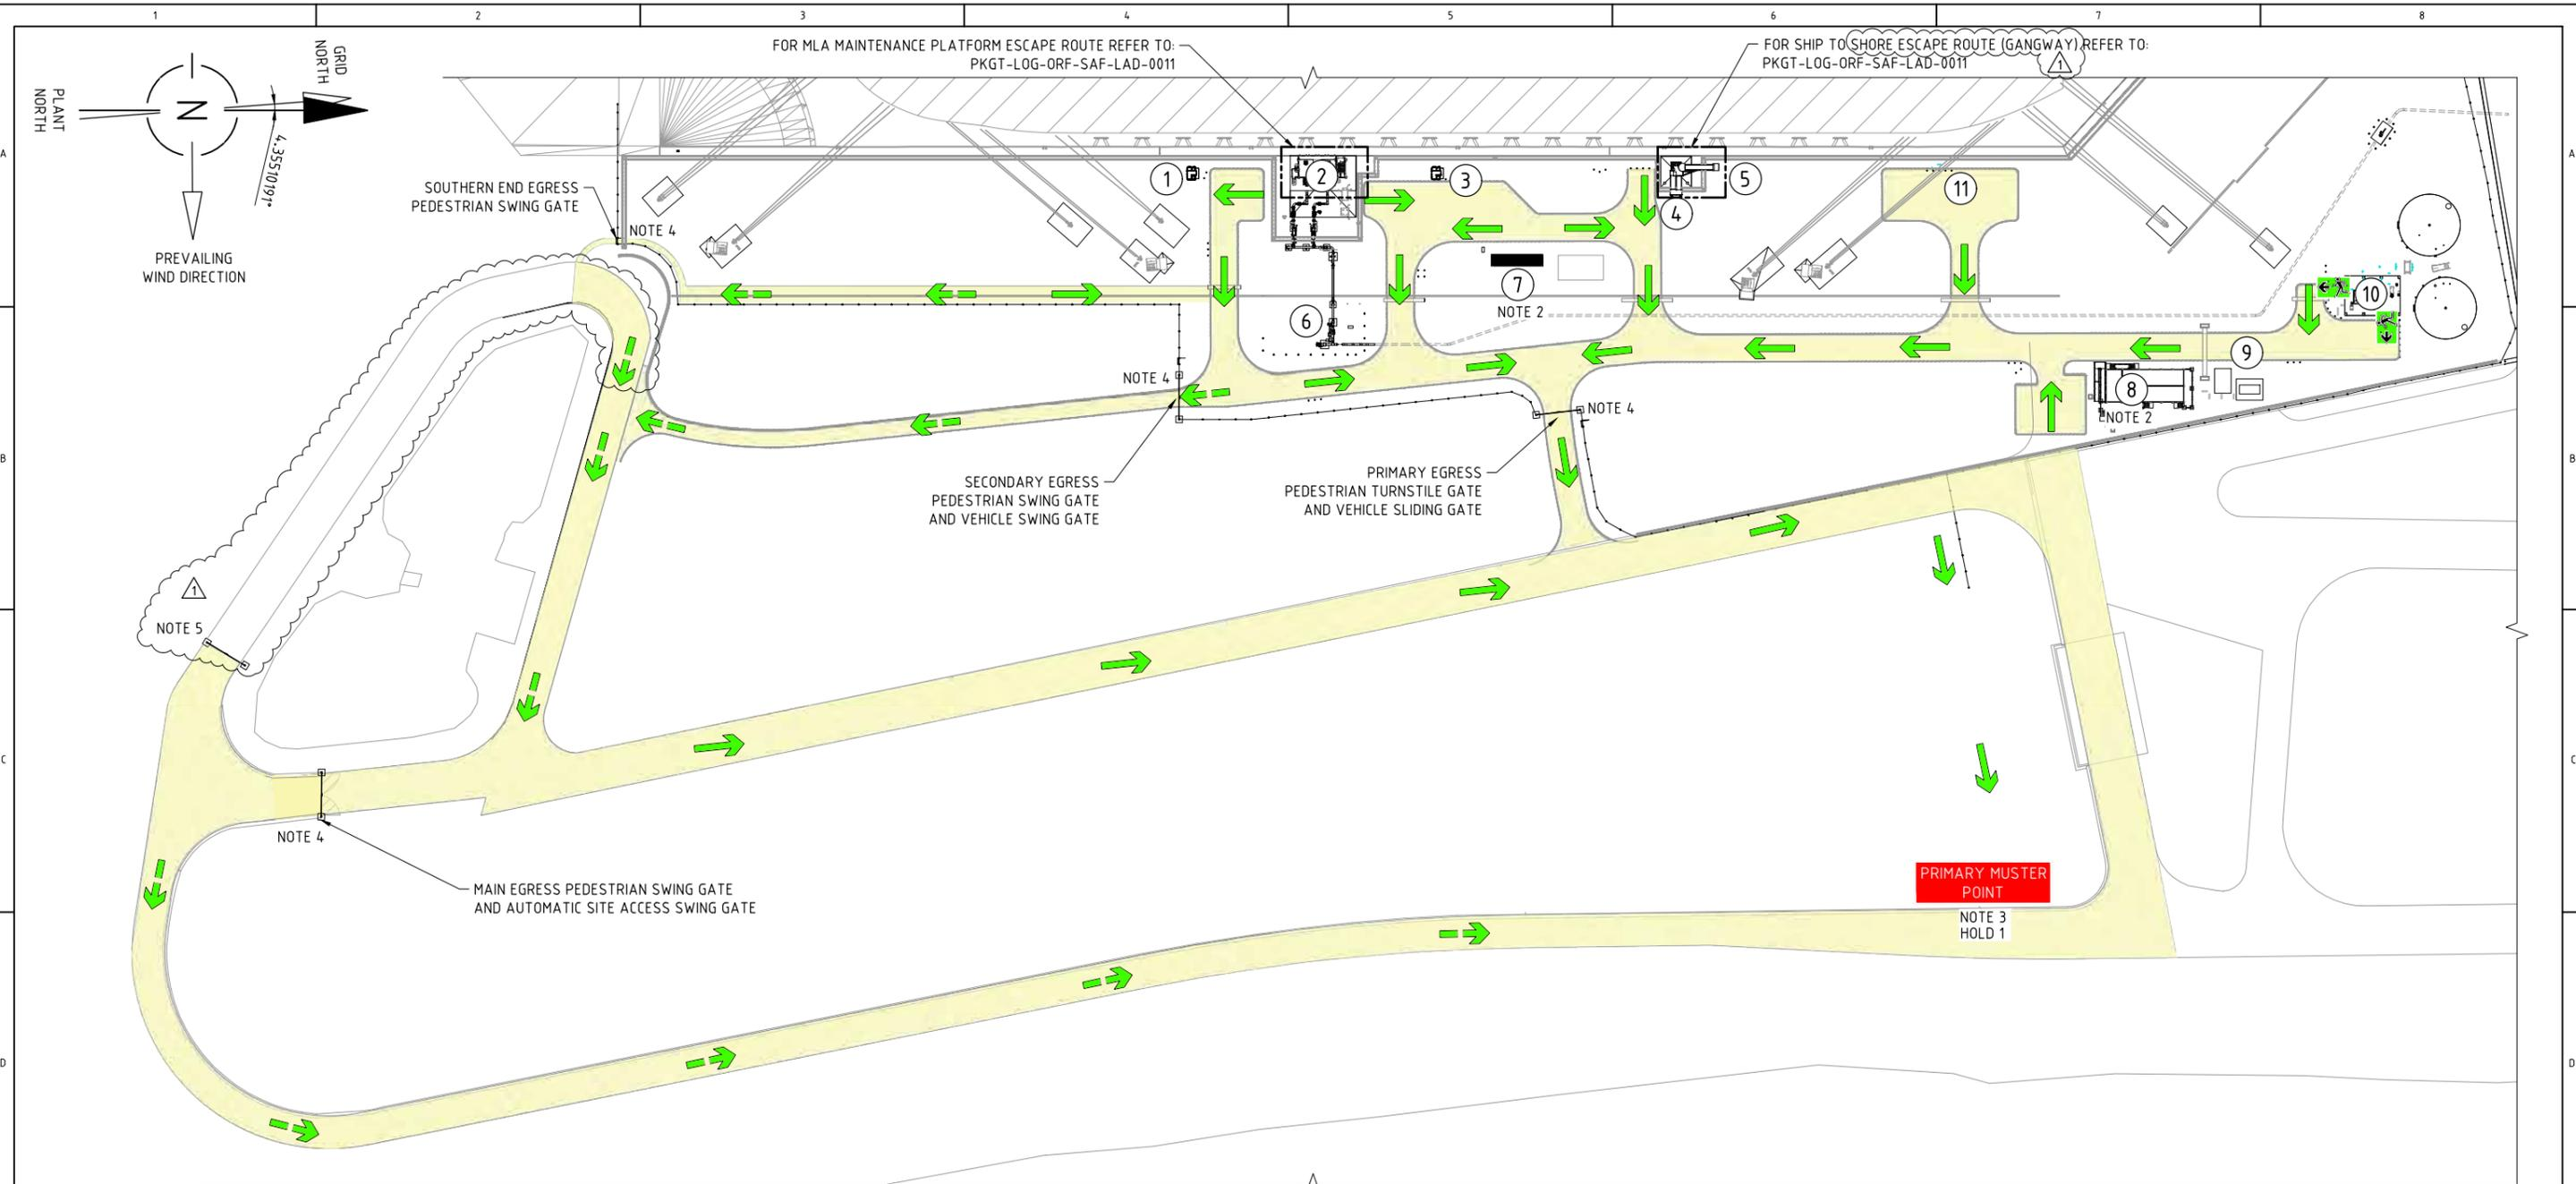 1
2
3
4
5
6
7
8
GRID
NORTH
PLANT
NORTH
N
4.35510191°
PREVAILING
WIND DIRECTION
FOR MLA MAINTENANCE PLATFORM ESCAPE ROUTE REFER TO:
PKGT-LOG-ORF-SAF-LAD-0011
FOR SHIP TO SHORE ESCAPE ROUTE (GANGWAY) REFER TO:
PKGT-LOG-ORF-SAF-LAD-0011
1
A
A
SOUTHERN END EGRESS
PEDESTRIAN SWING GATE
NOTE 4
1
2
3
4
5
11
6
7
NOTE 2
10
9
8
NOTE 2
NOTE 4
NOTE 4
B
B
SECONDARY EGRESS
PEDESTRIAN SWING GATE
AND VEHICLE SWING GATE
PRIMARY EGRESS
PEDESTRIAN TURNSTILE GATE
AND VEHICLE SLIDING GATE
1
NOTE 5
C
C
NOTE 4
MAIN EGRESS PEDESTRIAN SWING GATE
AND AUTOMATIC SITE ACCESS SWING GATE
PRIMARY MUSTER
POINT
NOTE 3
HOLD 1
D
D